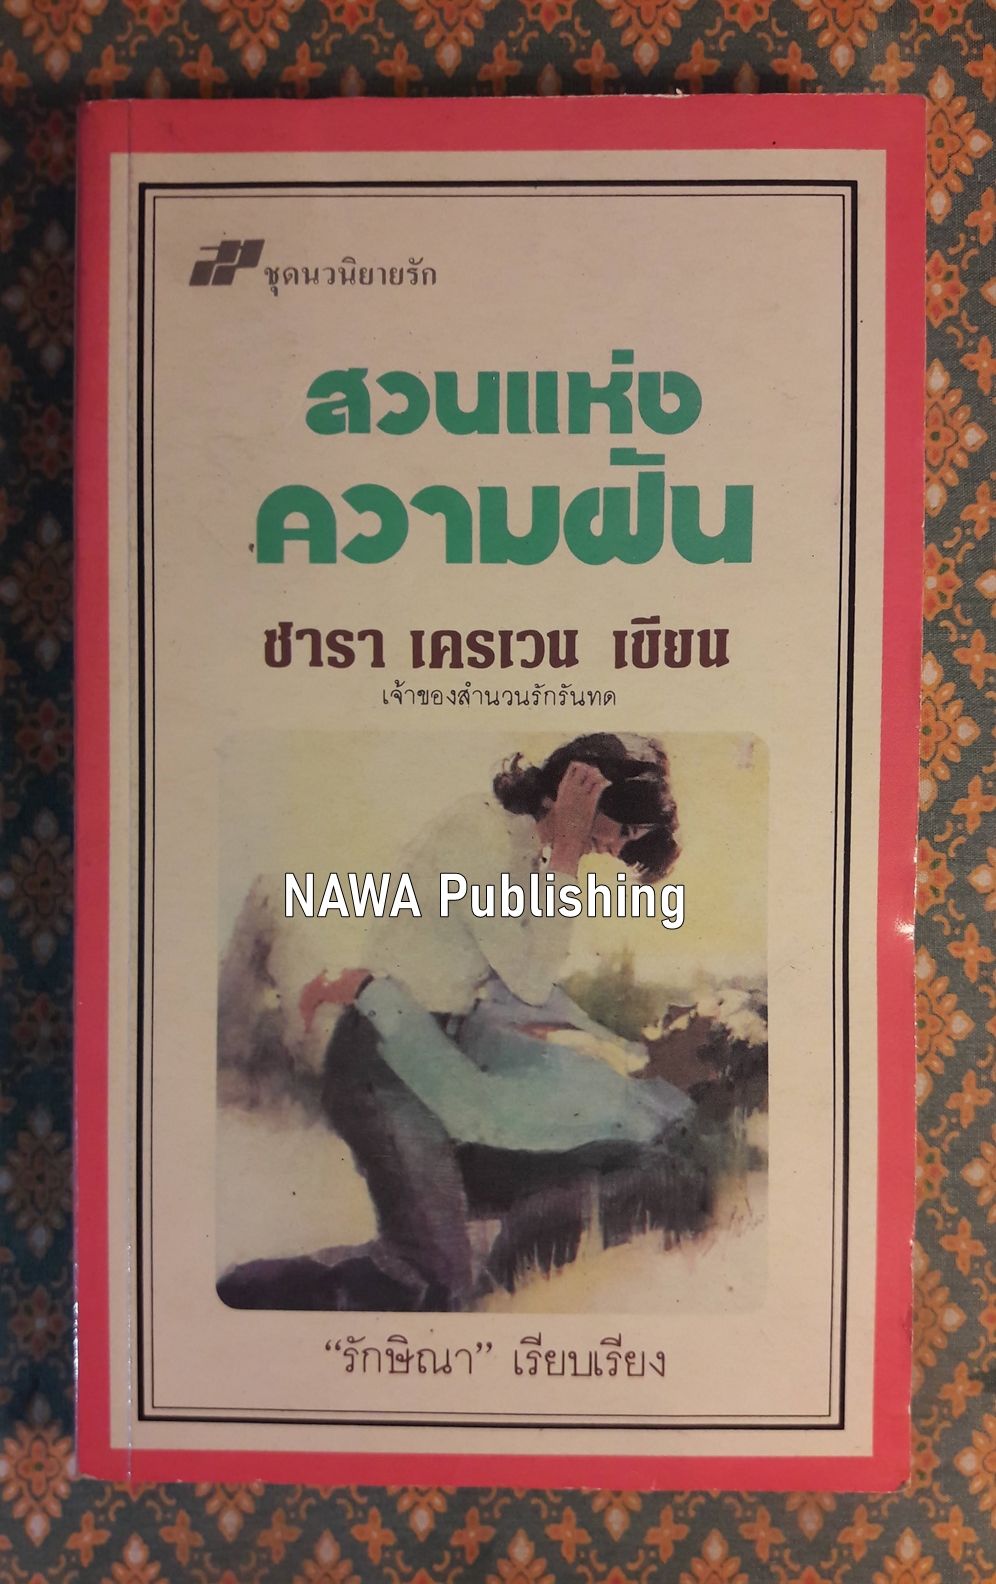 ชุดนวนิยายรัก
สวนแห่ง
ความฝัน
ซารา เครเวน เขียน
เจ้าของสำนวนรักรันทด
NAWA Publishing
“รักษิณา” เรียบเรียง